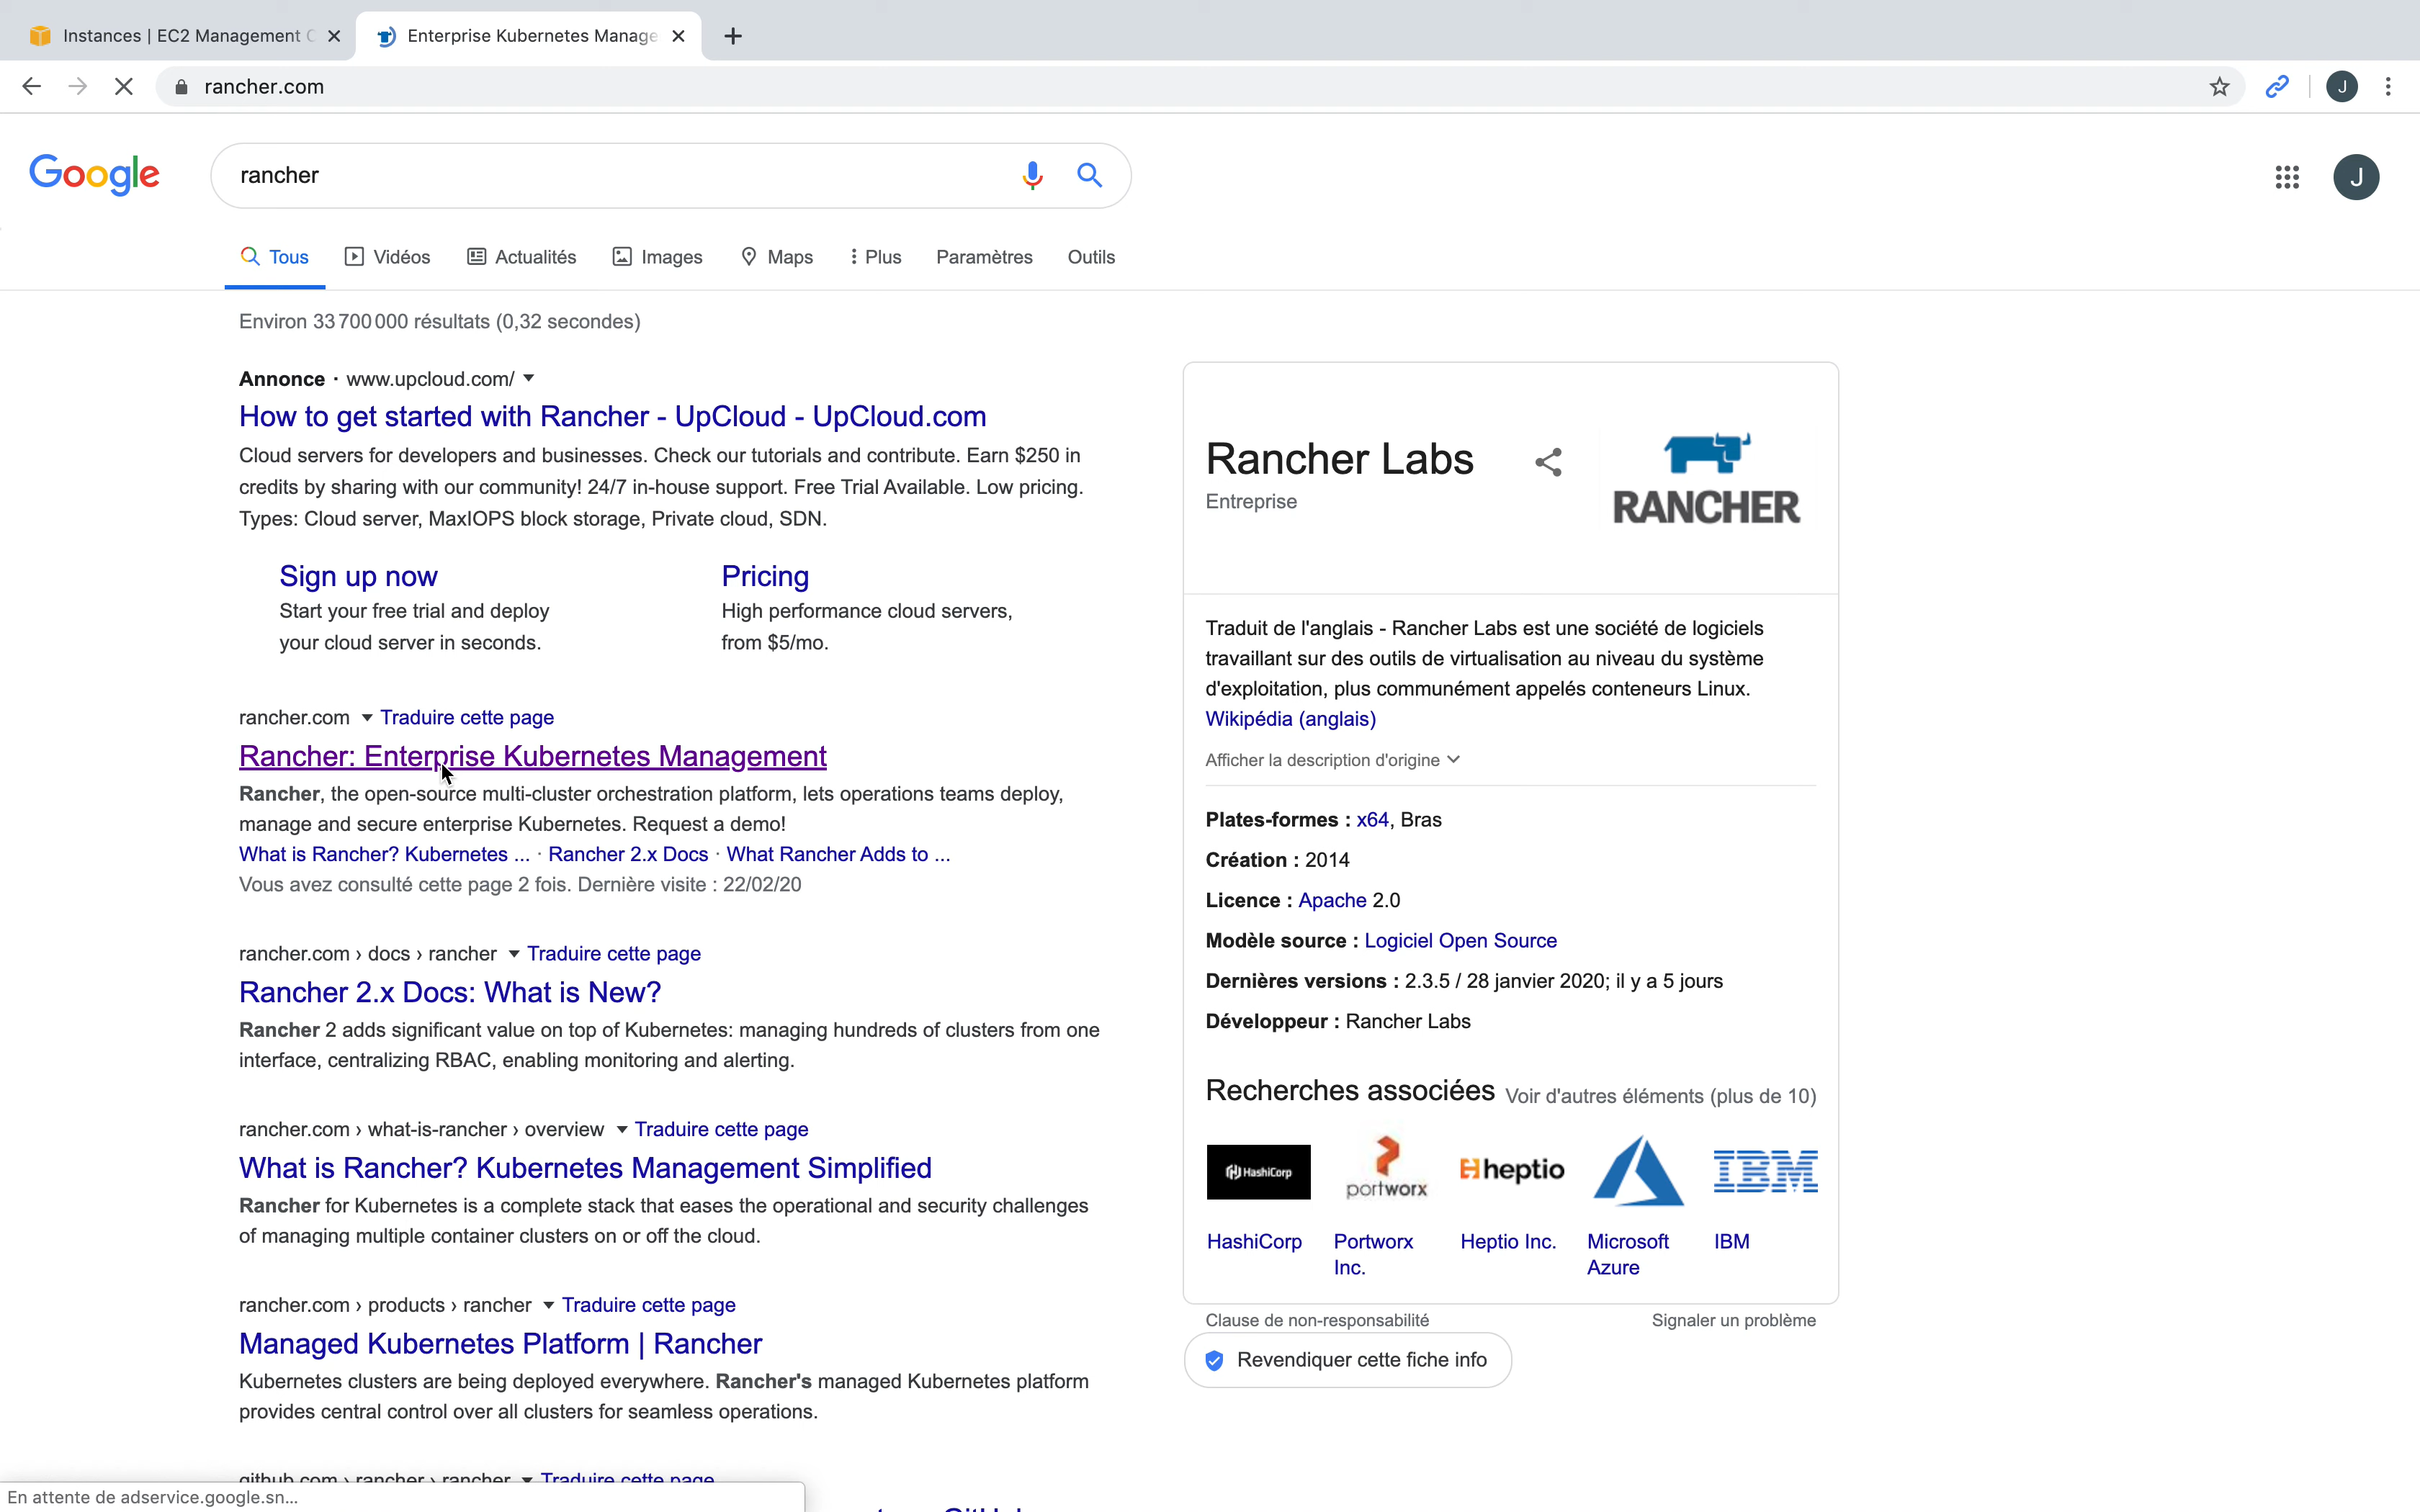 Instances | EC2 Management C
Enterprise Kubernetes Manage
rancher.com
J
Google
rancher
J
Tous
Vidéos
Actualités
Images
Maps
Plus
Paramètres
Outils
Environ 33 700 000 résultats (0,32 secondes)
Annonce · www.upcloud.com/
How to get started with Rancher - UpCloud - UpCloud.com
Cloud servers for developers and businesses. Check our tutorials and contribute. Earn $250 in
credits by sharing with our community! 24/7 in-house support. Free Trial Available. Low pricing.
Types: Cloud server, MaxIOPS block storage, Private cloud, SDN.
Sign up now
Start your free trial and deploy
your cloud server in seconds.
Pricing
High performance cloud servers,
from $5/mo.
rancher.com Traduire cette page
Rancher: Enterprise Kubernetes Management
Rancher, the open-source multi-cluster orchestration platform, lets operations teams deploy,
manage and secure enterprise Kubernetes. Request a demo!
What is Rancher? Kubernetes ... · Rancher 2.x Docs · What Rancher Adds to ...
Vous avez consulté cette page 2 fois. Dernière visite : 22/02/20
rancher.com › docs › rancher Traduire cette page
Rancher 2.x Docs: What is New?
Rancher 2 adds significant value on top of Kubernetes: managing hundreds of clusters from one
interface, centralizing RBAC, enabling monitoring and alerting.
rancher.com › what-is-rancher › overview Traduire cette page
What is Rancher? Kubernetes Management Simplified
Rancher for Kubernetes is a complete stack that eases the operational and security challenges
of managing multiple container clusters on or off the cloud.
rancher.com › products › rancher Traduire cette page
Managed Kubernetes Platform | Rancher
Kubernetes clusters are being deployed everywhere. Rancher's managed Kubernetes platform
provides central control over all clusters for seamless operations.
github.com › rancher › rancher Traduire cette page
En attente de adservice.google.sn...
Rancher Labs
Entreprise
RANCHER
Traduit de l'anglais - Rancher Labs est une société de logiciels
travaillant sur des outils de virtualisation au niveau du système
d'exploitation, plus communément appelés conteneurs Linux.
Wikipédia (anglais)
Afficher la description d'origine
Plates-formes : x64, Bras
Création : 2014
Licence : Apache 2.0
Modèle source : Logiciel Open Source
Dernières versions : 2.3.5 / 28 janvier 2020; il y a 5 jours
Développeur : Rancher Labs
Recherches associées Voir d'autres éléments (plus de 10)
HashiCorp
portworx
heptio
IBM
HashiCorp
Portworx
Inc.
Heptio Inc.
Microsoft
Azure
IBM
Clause de non-responsabilité
Signaler un problème
Revendiquer cette fiche info